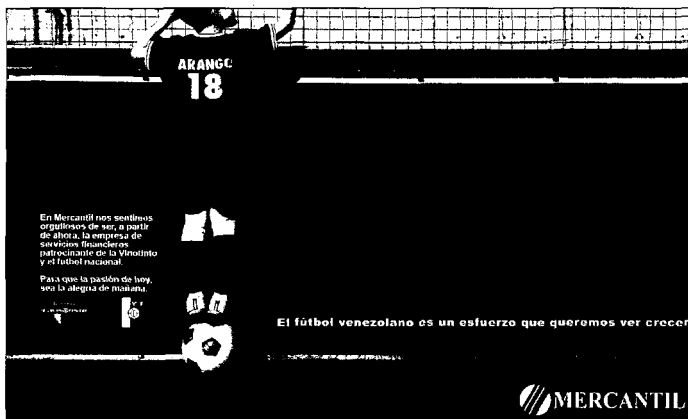 ARANGO
18
En Mercantil nos sentimos
orgullosos de ser, a partir
de ahora, la empresa de
servicios financieros
patrocinante de la Vinotinto
y el fútbol nacional.
Para que la pasión de hoy,
sea la alegría de mañana.
El fútbol venezolano es un esfuerzo que queremos ver crecer
MERCANTIL